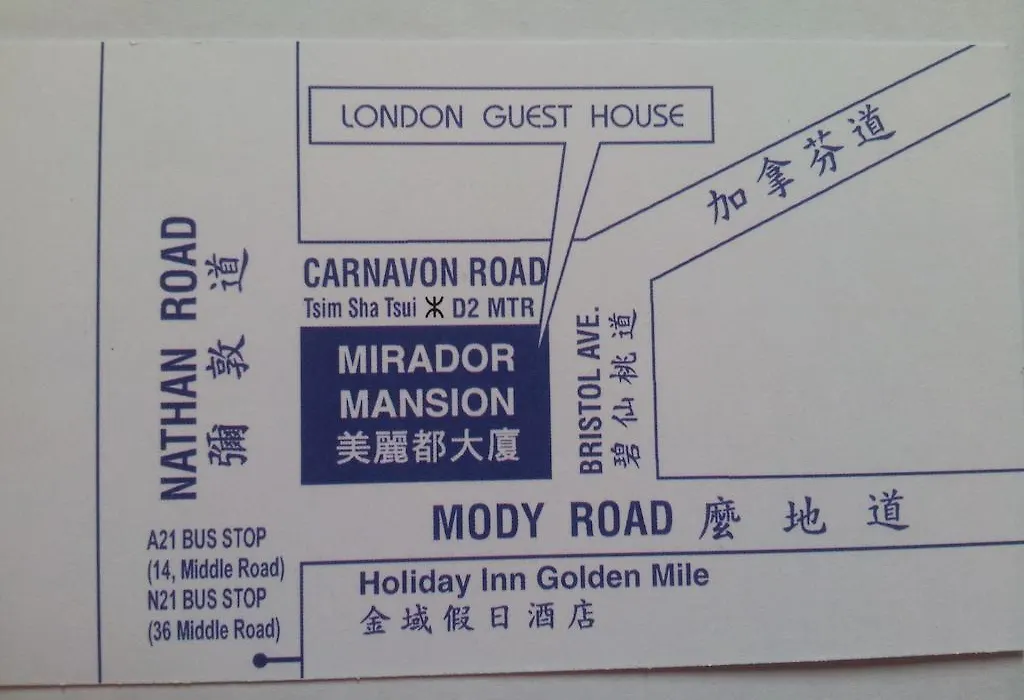 LONDON GUEST HOUSE
加拿芬道
NATHAN ROAD
彌敦道
CARNAVON ROAD
Tsim Sha Tsui D2 MTR
MIRADOR
MANSION
美麗都大廈
BRISTOL AVE.
碧仙桃道
MODY ROAD 麼地道
A21 BUS STOP
(14, Middle Road)
N21 BUS STOP
(36 Middle Road)
Holiday Inn Golden Mile
金域假日酒店